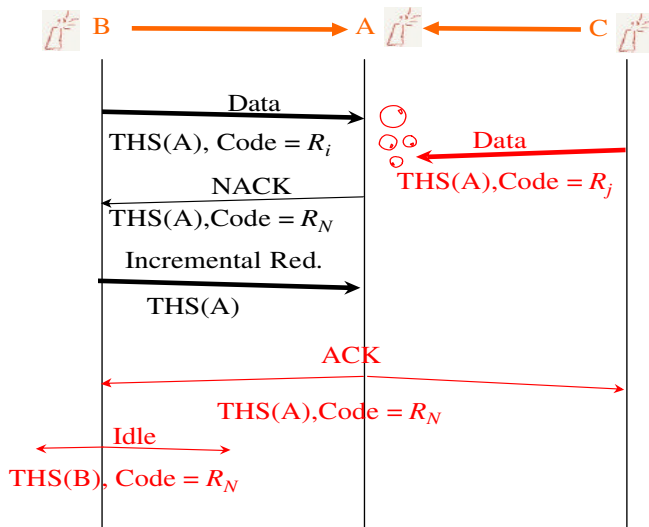 B A C
Data
THS(A), Code = R_i
Data
THS(A),Code = R_j
NACK
THS(A),Code = R_N
Incremental Red.
THS(A)
ACK
THS(A),Code = R_N
Idle
THS(B), Code = R_N